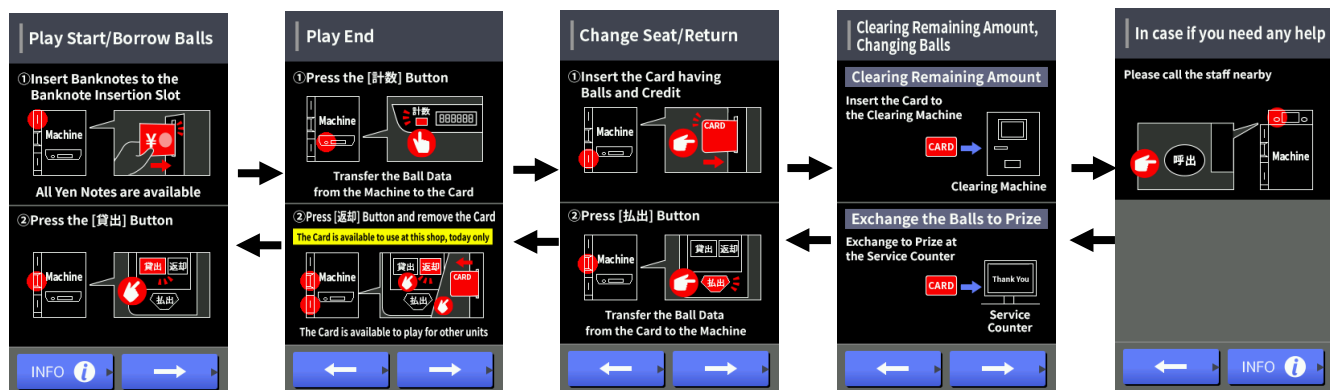 Play Start/Borrow Balls
①Insert Banknotes to the
Banknote Insertion Slot
Machine
¥
All Yen Notes are available
②Press the [貸出] Button
Machine
貸出 返却
払出
INFO i
Play End
①Press the [計数] Button
Machine
計数
888888
Transfer the Ball Data
from the Machine to the Card
②Press [返却] Button and remove the Card
The Card is available to use at this shop, today only
Machine
貸出 返却
CARD
払出
The Card is available to play for other units
Change Seat/Return
①Insert the Card having
Balls and Credit
Machine
CARD
②Press [払出] Button
Machine
貸出 返却
払出
Transfer the Ball Data
from the Card to the Machine
Clearing Remaining Amount,
Changing Balls
Clearing Remaining Amount
Insert the Card to
the Clearing Machine
CARD
Clearing Machine
Exchange the Balls to Prize
Exchange to Prize at
the Service Counter
CARD
Thank You
Service
Counter
In case if you need any help
Please call the staff nearby
呼出
Machine
INFO i